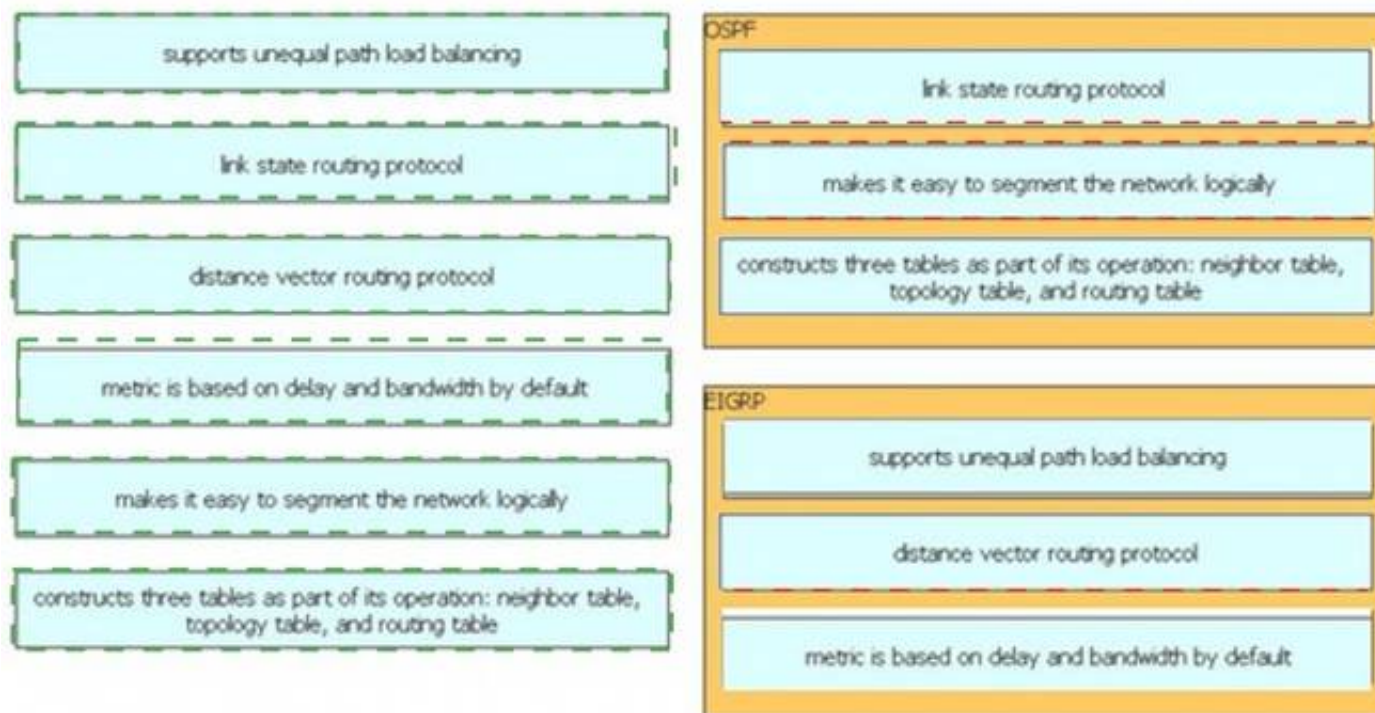 supports unequal path load balancing
link state routing protocol
distance vector routing protocol
metric is based on delay and bandwidth by default
makes it easy to segment the network logically
constructs three tables as part of its operation: neighbor table,
topology table, and routing table
OSPF
link state routing protocol
makes it easy to segment the network logically
constructs three tables as part of its operation: neighbor table,
topology table, and routing table
EIGRP
supports unequal path load balancing
distance vector routing protocol
metric is based on delay and bandwidth by default